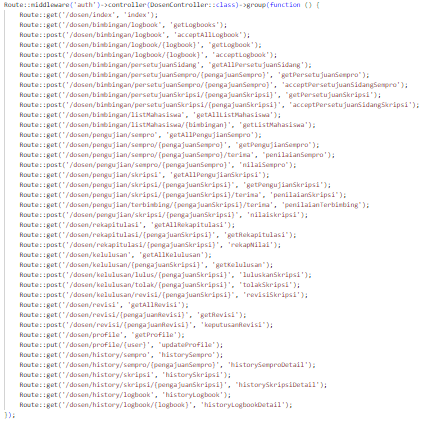 Route::middleware('auth')->controller(DosenController::class)->group(function () {
Route::get('/dosen/index', 'index');
Route::get('/dosen/bimbingan/logbook', 'getLogbooks');
Route::post('/dosen/bimbingan/logbook', 'acceptAllLogbook');
Route::get('/dosen/bimbingan/logbook/{logbook}', 'getLogbook');
Route::post('/dosen/bimbingan/logbook/{logbook}', 'acceptLogbook');
Route::get('/dosen/bimbingan/persetujuanSidang', 'getAllPersetujuanSidang');
Route::get('/dosen/bimbingan/persetujuanSempro/{pengajuanSempro}', 'getPersetujuanSempro');
Route::post('/dosen/bimbingan/persetujuanSempro/{pengajuanSempro}', 'acceptPersetujuanSidangSempro');
Route::get('/dosen/bimbingan/persetujuanSkripsi/{pengajuanSkripsi}', 'getPersetujuanSkripsi');
Route::post('/dosen/bimbingan/persetujuanSkripsi/{pengajuanSkripsi}', 'acceptPersetujuanSidangSkripsi');
Route::get('/dosen/bimbingan/listMahasiswa', 'getAllListMahasiswa');
Route::get('/dosen/bimbingan/listMahasiswa/{bimbingan}', 'getListMahasiswa');
Route::get('/dosen/pengujian/sempro', 'getAllPengujianSempro');
Route::get('/dosen/pengujian/sempro/{pengajuanSempro}', 'getPengujianSempro');
Route::get('/dosen/pengujian/sempro/{pengajuanSempro}/terima', 'penilaianSempro');
Route::post('/dosen/pengujian/sempro/{pengajuanSempro}', 'nilaiSempro');
Route::get('/dosen/pengujian/skripsi', 'getAllPengujianSkripsi');
Route::get('/dosen/pengujian/skripsi/{pengajuanSkripsi}', 'getPengujianSkripsi');
Route::get('/dosen/pengujian/skripsi/{pengajuanSkripsi}/terima', 'penilaianSkripsi');
Route::get('/dosen/pengujian/terbimbing/{pengajuanSkripsi}/terima', 'penilaianTerbimbing');
Route::post('/dosen/pengujian/skripsi/{pengajuanSkripsi}', 'nilaiskripsi');
Route::get('/dosen/rekapitulasi', 'getAllRekapitulasi');
Route::get('/dosen/rekapitulasi/{pengajuanSkripsi}', 'getRekapitulasi');
Route::post('/dosen/rekapitulasi/{pengajuanSkripsi}', 'rekapNilai');
Route::get('/dosen/kelulusan', 'getAllKelulusan');
Route::get('/dosen/kelulusan/{pengajuanSkripsi}', 'getKelulusan');
Route::post('/dosen/kelulusan/lulus/{pengajuanSkripsi}', 'luluskanSkripsi');
Route::post('/dosen/kelulusan/tolak/{pengajuanSkripsi}', 'tolakSkripsi');
Route::post('/dosen/kelulusan/revisi/{pengajuanSkripsi}', 'revisiSkripsi');
Route::get('/dosen/revisi', 'getAllRevisi');
Route::get('/dosen/revisi/{pengajuanRevisi}', 'getRevisi');
Route::post('/dosen/revisi/{pengajuanRevisi}', 'keputusanRevisi');
Route::get('/dosen/profile', 'getProfile');
Route::put('/dosen/profile/{user}', 'updateProfile');
Route::get('/dosen/history/sempro', 'historySempro');
Route::get('/dosen/history/sempro/{pengajuanSempro}', 'historySemproDetail');
Route::get('/dosen/history/skripsi', 'historySkripsi');
Route::get('/dosen/history/skripsi/{pengajuanSkripsi}', 'historySkripsiDetail');
Route::get('/dosen/history/logbook', 'historyLogbook');
Route::get('/dosen/history/logbook/{logbook}', 'historyLogbookDetail');
});